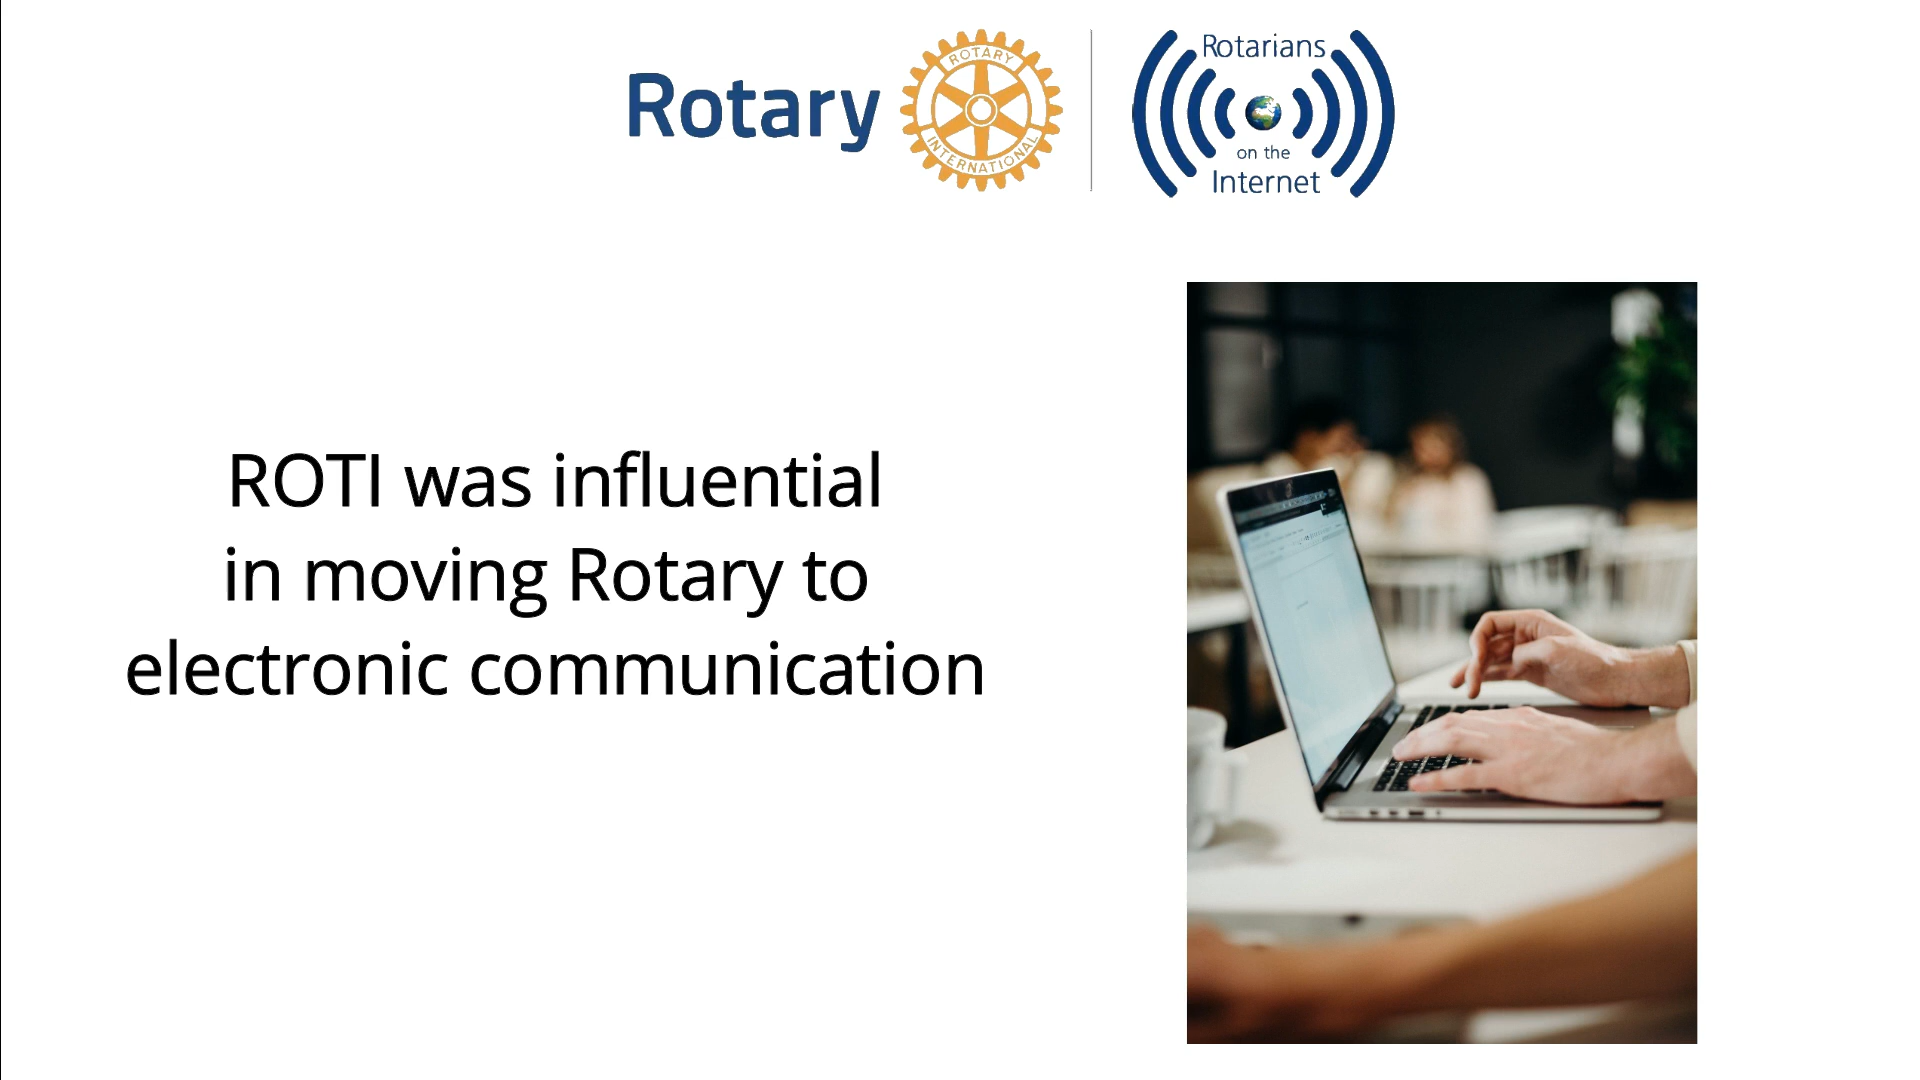 Rotary
ROTARY
INTERNATIONAL
Rotarians
on the
Internet
ROTI was influential
in moving Rotary to
electronic communication